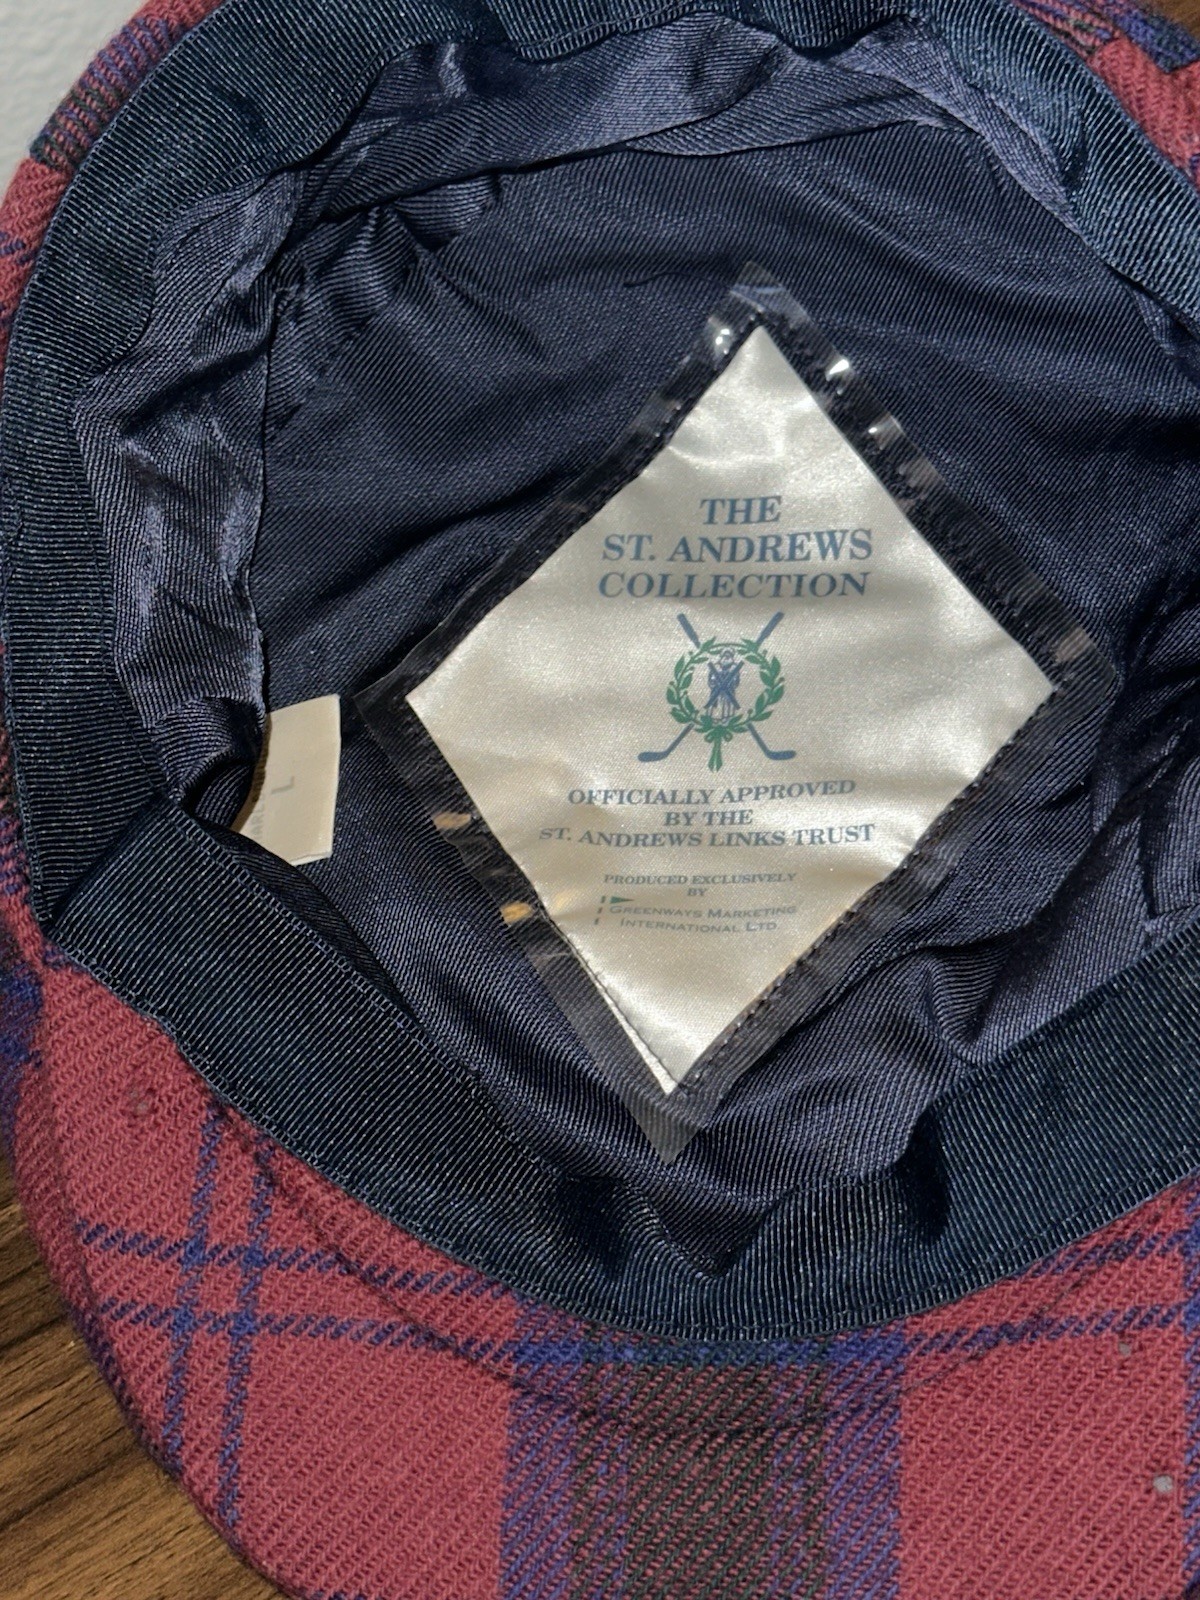 THE
ST. ANDREWS
COLLECTION
OFFICIALLY APPROVED
BY THE
ST. ANDREWS LINKS TRUST
PRODUCED EXCLUSIVELY
BY
GREENWAYS MARKETING
INTERNATIONAL LTD
L